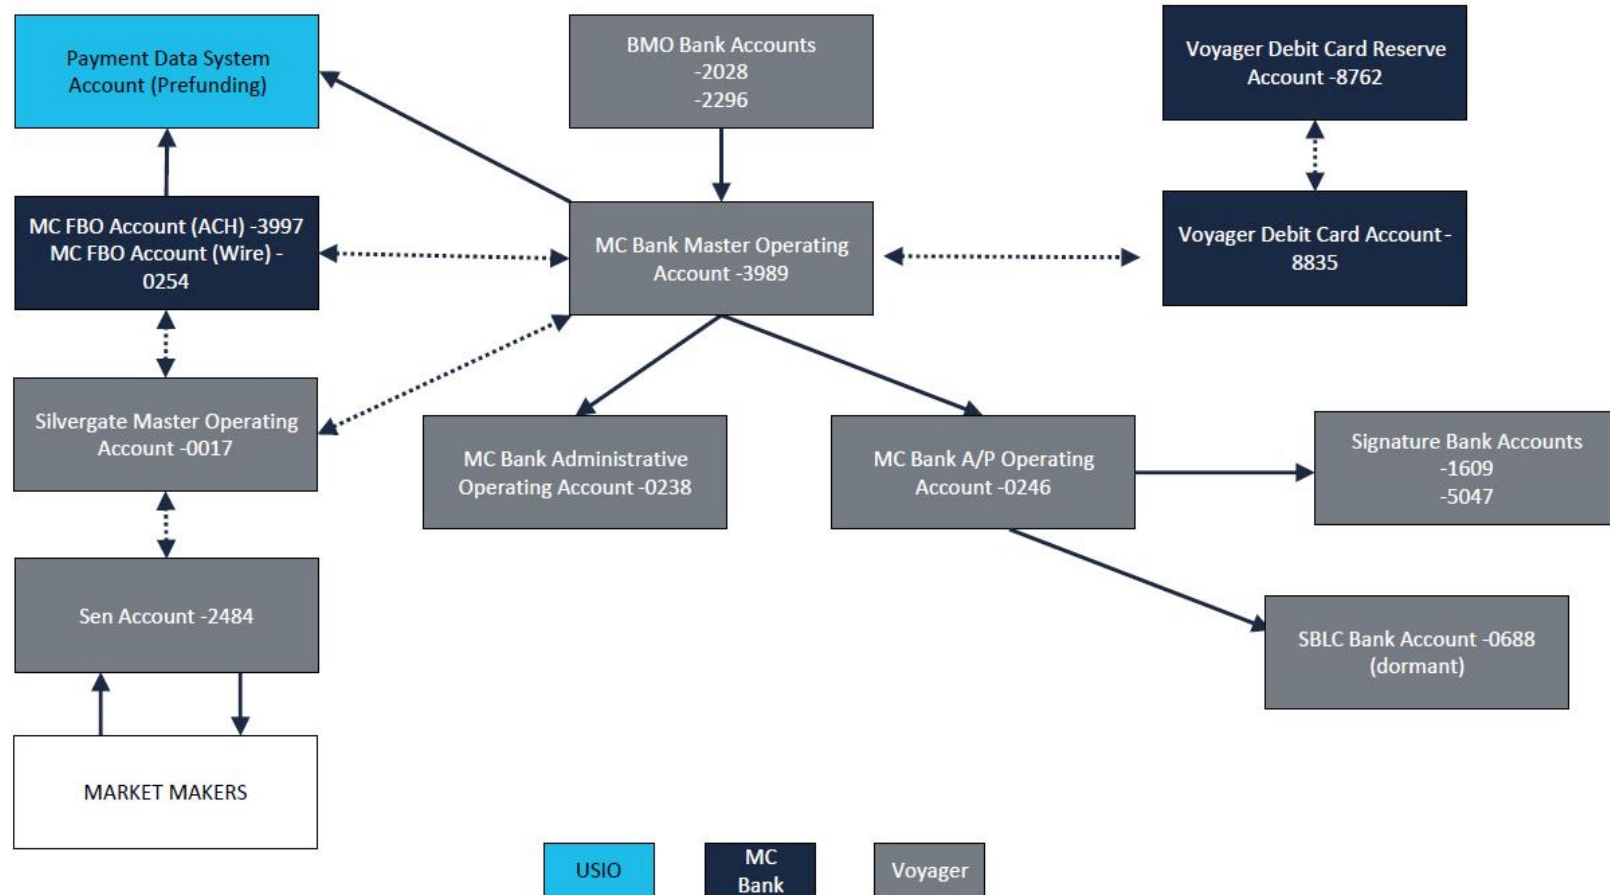 Payment Data System
Account (Prefunding)
BMO Bank Accounts
-2028
-2296
Voyager Debit Card Reserve
Account -8762
MC FBO Account (ACH) -3997
MC FBO Account (Wire) -
0254
MC Bank Master Operating
Account -3989
Voyager Debit Card Account -
8835
Silvergate Master Operating
Account -0017
MC Bank Administrative
Operating Account -0238
MC Bank A/P Operating
Account -0246
Signature Bank Accounts
-1609
-5047
Sen Account -2484
SBLC Bank Account -0688
(dormant)
MARKET MAKERS
USIO
MC
Bank
Voyager